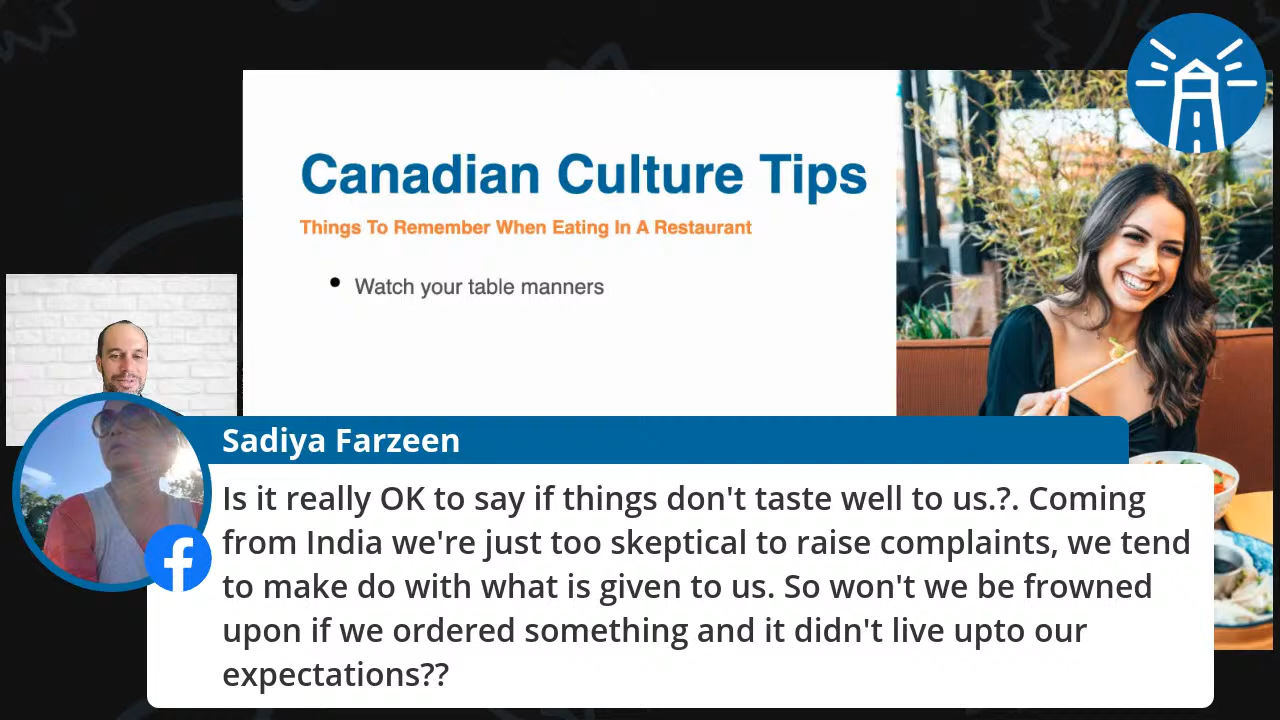 Canadian Culture Tips
Things To Remember When Eating In A Restaurant
• Watch your table manners
Sadiya Farzeen
Is it really OK to say if things don't taste well to us.?. Coming
from India we're just too skeptical to raise complaints, we tend
to make do with what is given to us. So won't we be frowned
upon if we ordered something and it didn't live upto our
expectations??